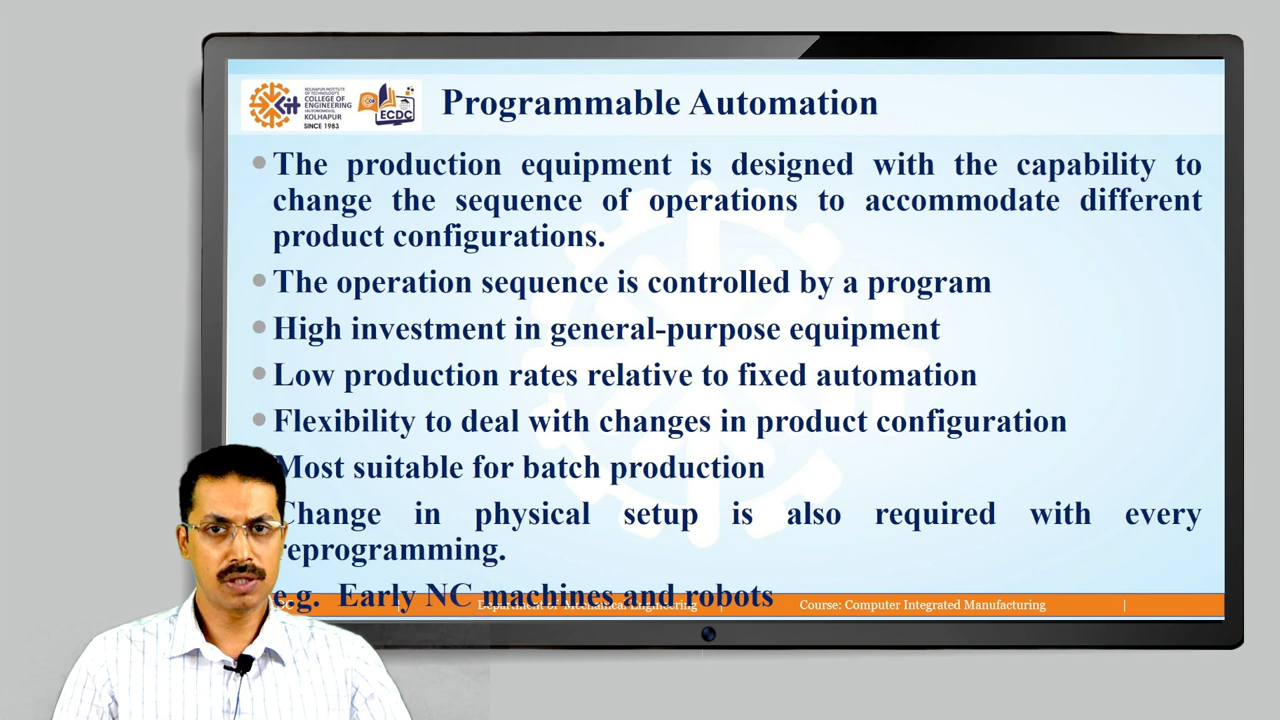 KOLHAPUR INSTITUTE
OF TECHNOLOGY'S
COLLEGE OF
ENGINEERING
(AUTONOMOUS),
KOLHAPUR
SINCE 1983
ECDC
Programmable Automation
The production equipment is designed with the capability to
change the sequence of operations to accommodate different
product configurations.
The operation sequence is controlled by a program
High investment in general-purpose equipment
Low production rates relative to fixed automation
Flexibility to deal with changes in product configuration
Most suitable for batch production
Change in physical setup is also required with every
reprogramming.
e.g. Early NC machines and robots
Department of Mechanical Engineering | Course: Computer Integrated Manufacturing |